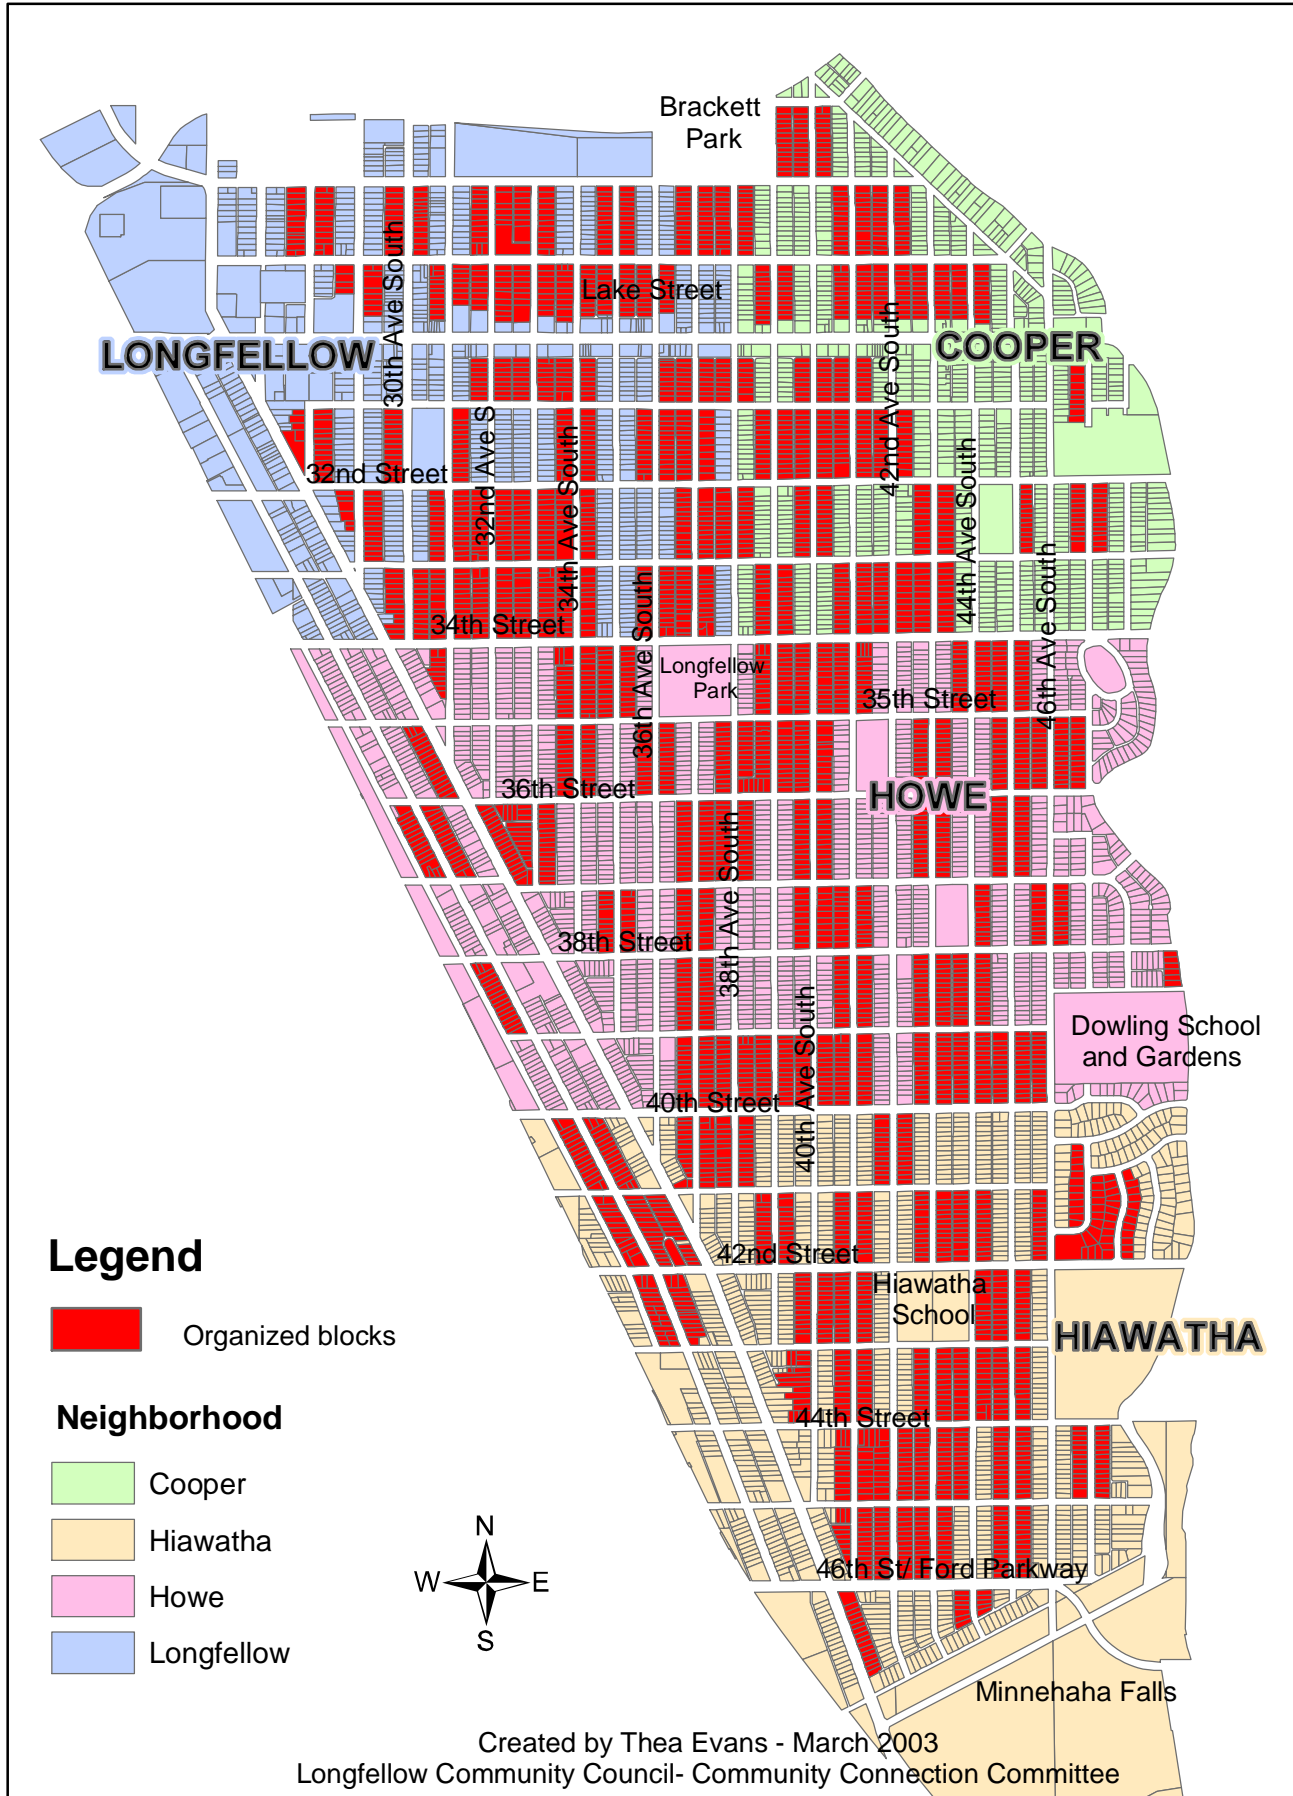 Brackett
Park
30th Ave South
Lake Street
LONGFELLOW
COOPER
42nd Ave South
32nd Street
32nd Ave S
34th Ave South
44th Ave South
34th Street
36th Ave South
46th Ave South
Longfellow
Park
35th Street
36th Street
HOWE
38th Ave South
38th Street
40th Ave South
Dowling School
and Gardens
40th Street
42nd Street
Hiawatha
School
HIAWATHA
44th Street
46th St/ Ford Parkway
Minnehaha Falls
Legend
Organized blocks
Neighborhood
Cooper
Hiawatha
Howe
Longfellow
N
W
E
S
Created by Thea Evans - March 2003
Longfellow Community Council- Community Connection Committee